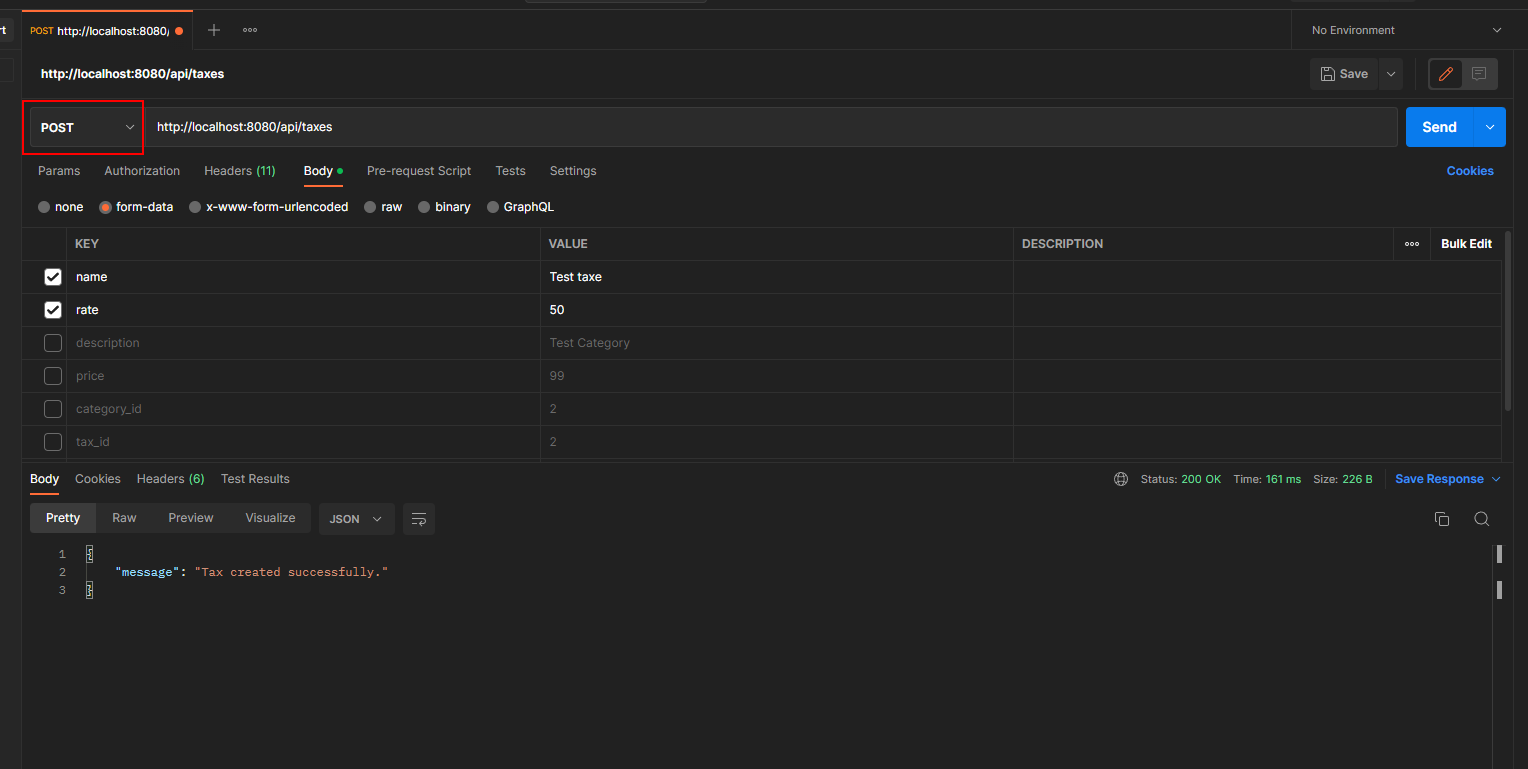 rt
POST http://localhost:8080/
No Environment
http://localhost:8080/api/taxes
Save
POST http://localhost:8080/api/taxes Send
Params Authorization Headers (11) Body Pre-request Script Tests Settings Cookies
none form-data x-www-form-urlencoded raw binary GraphQL
KEY VALUE DESCRIPTION Bulk Edit
name Test taxe
rate 50
description Test Category
price 99
category_id 2
tax_id 2
Body Cookies Headers (6) Test Results Status: 200 OK Time: 161 ms Size: 226 B Save Response
Pretty Raw Preview Visualize JSON
1 {
2 "message": "Tax created successfully."
3 }